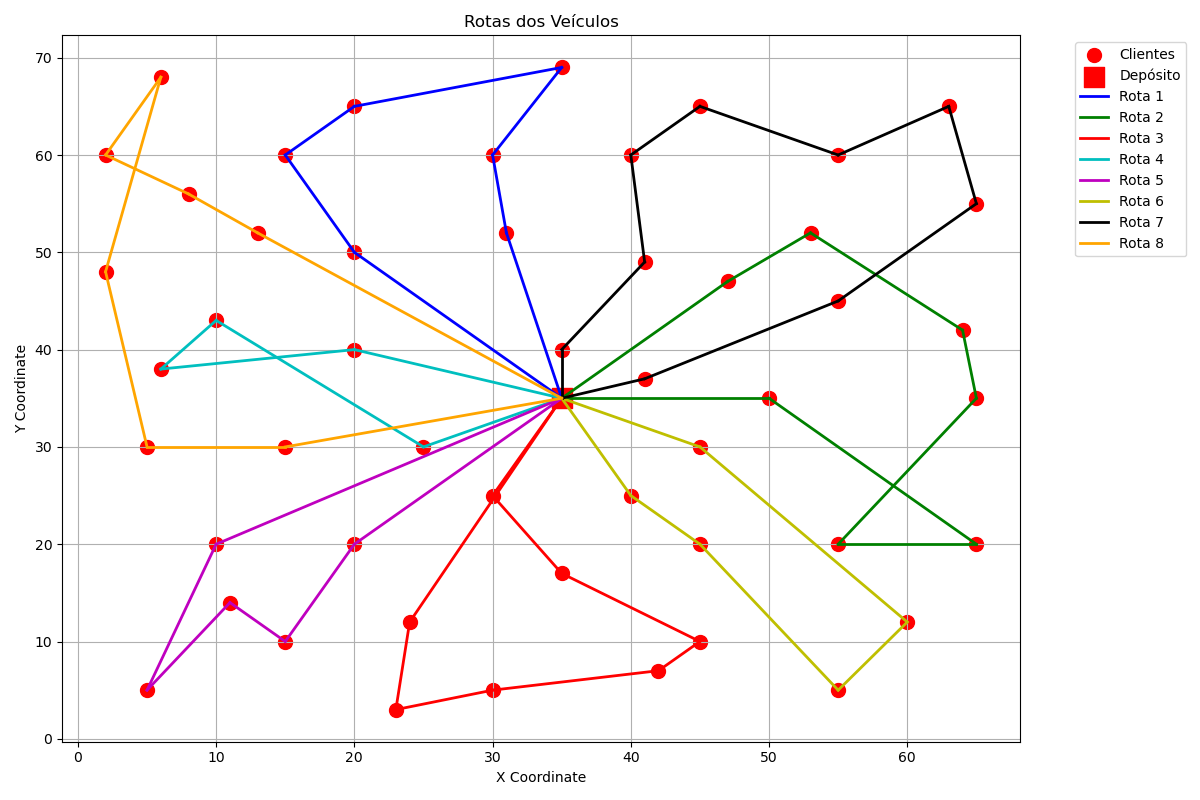 Rotas dos Veículos
Clientes
Depósito
Rota 1
Rota 2
Rota 3
Rota 4
Rota 5
Rota 6
Rota 7
Rota 8
Y Coordinate
70
60
50
40
30
20
10
0
0 10 20 30 40 50 60
X Coordinate